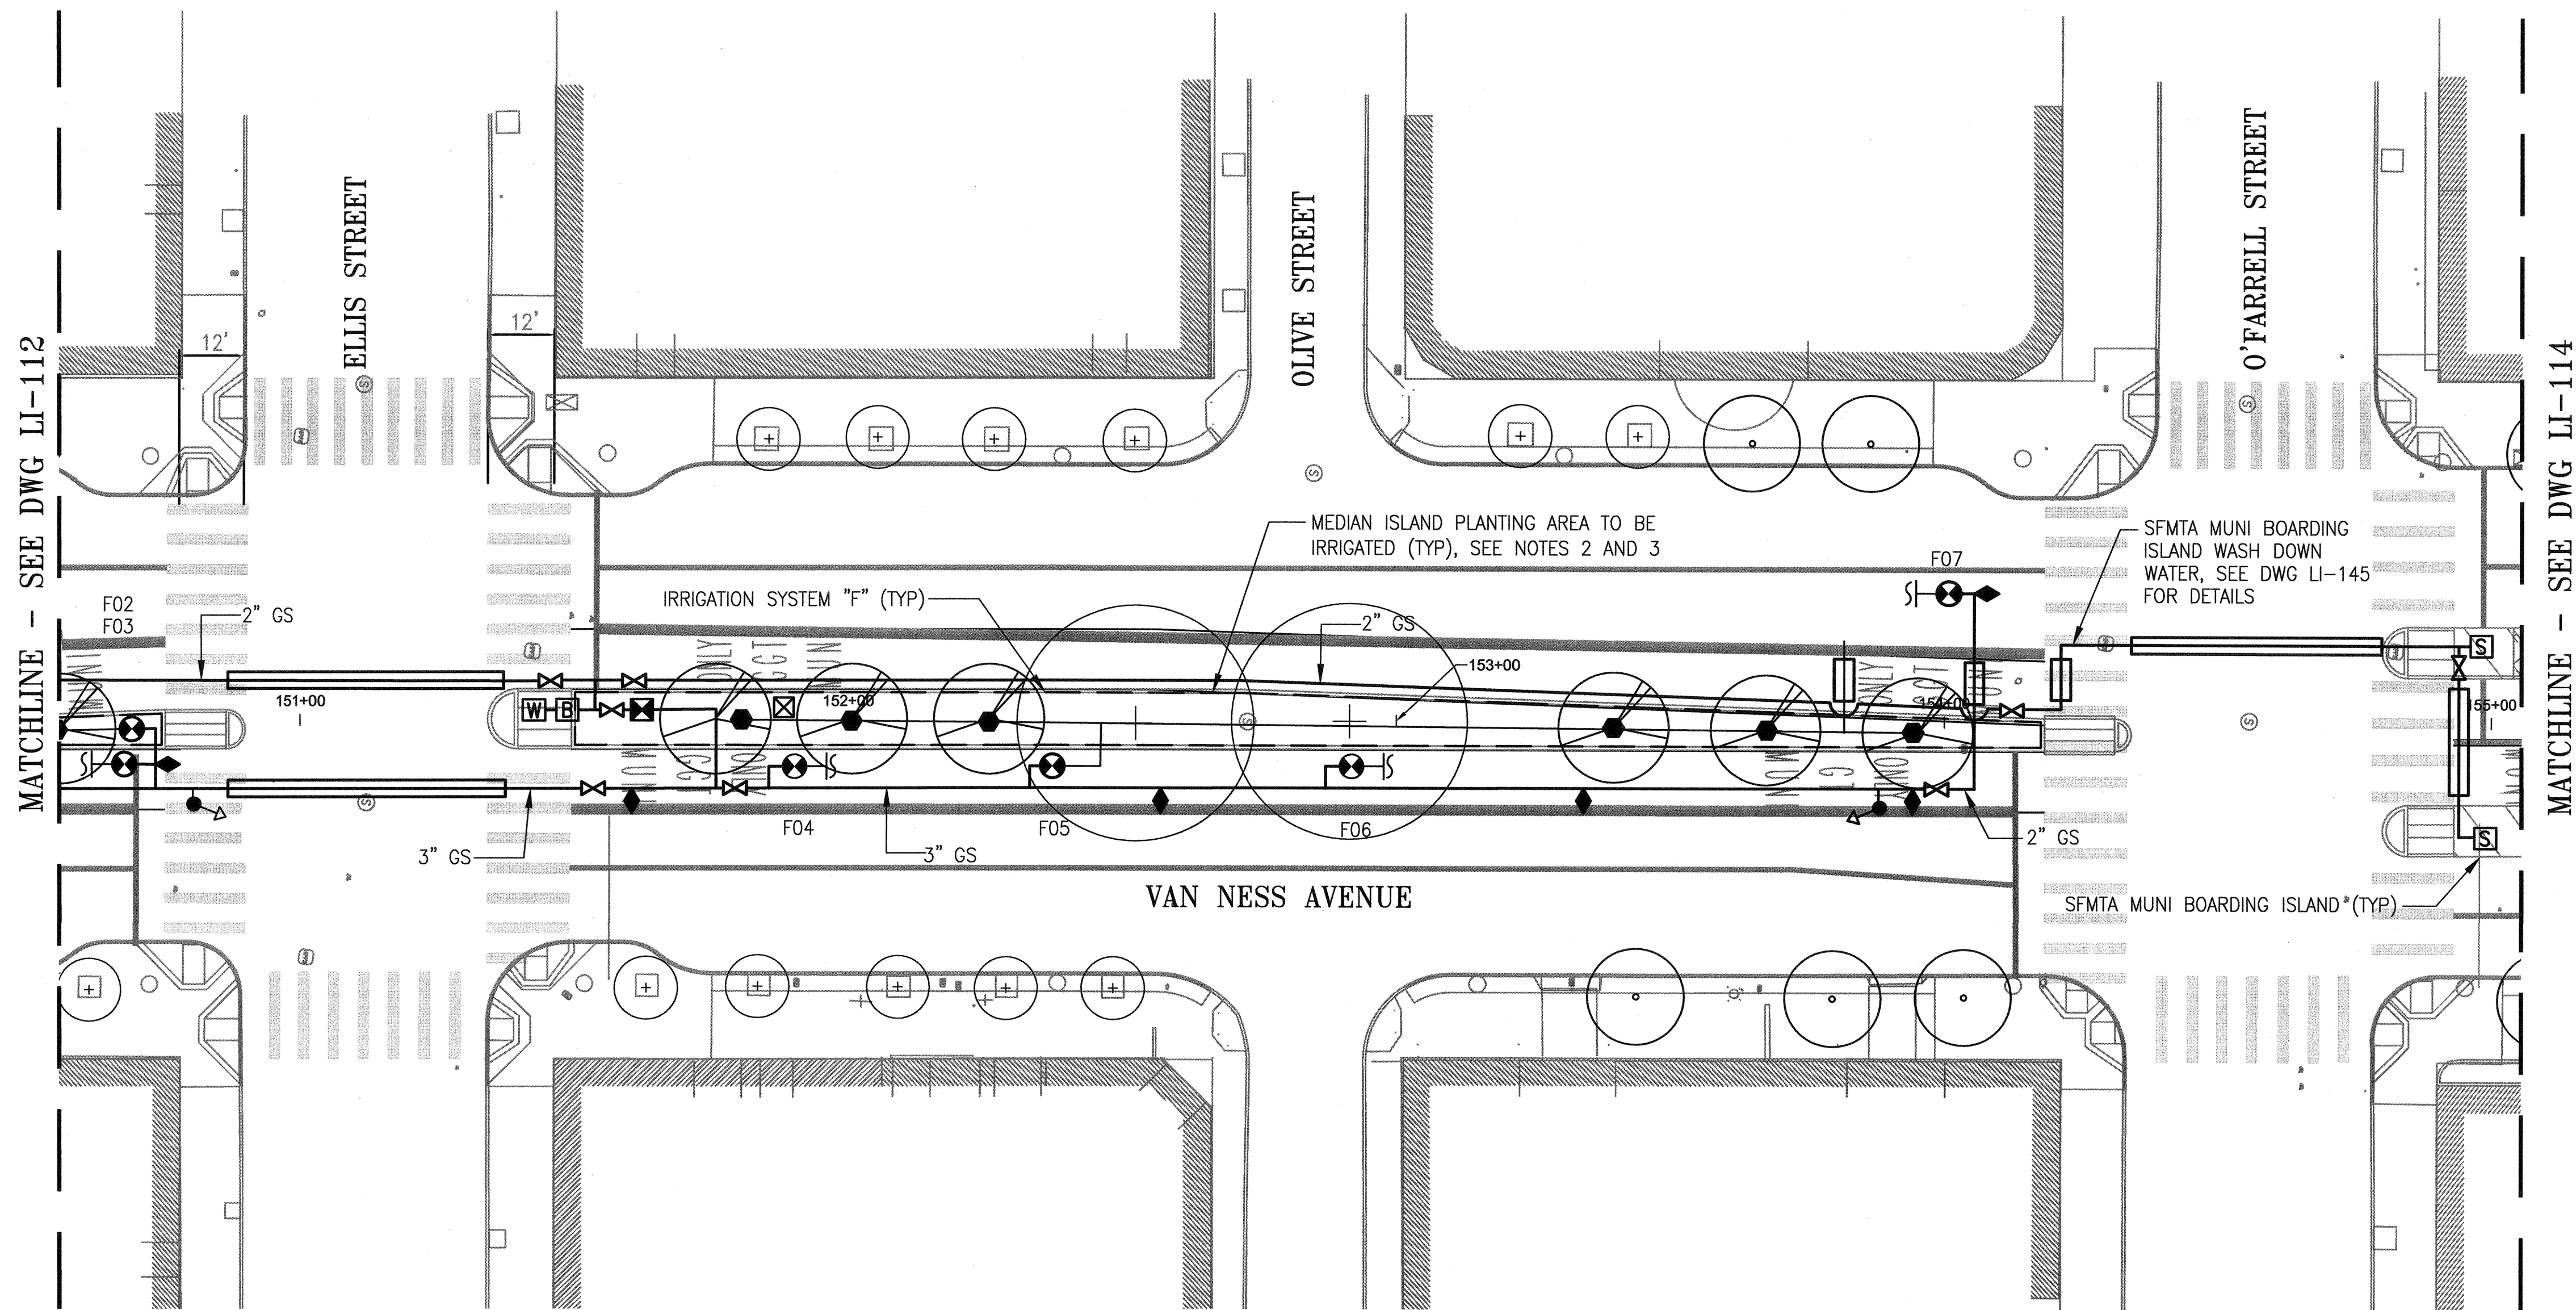 MATCHLINE - SEE DWG LI-112
ELLIS STREET
OLIVE STREET
O'FARRELL STREET
MATCHLINE - SEE DWG LI-114
12'
12'
MEDIAN ISLAND PLANTING AREA TO BE
IRRIGATED (TYP), SEE NOTES 2 AND 3
SFMTA MUNI BOARDING
ISLAND WASH DOWN
WATER, SEE DWG LI-145
FOR DETAILS
F07
IRRIGATION SYSTEM "F" (TYP)
F02
F03
2" GS
2" GS
153+00
151+00
152+00
154+00
155+00
W
B
S
S
ONLY
ONLY
F04
F05
F06
3" GS
3" GS
2" GS
VAN NESS AVENUE
SFMTA MUNI BOARDING ISLAND (TYP)